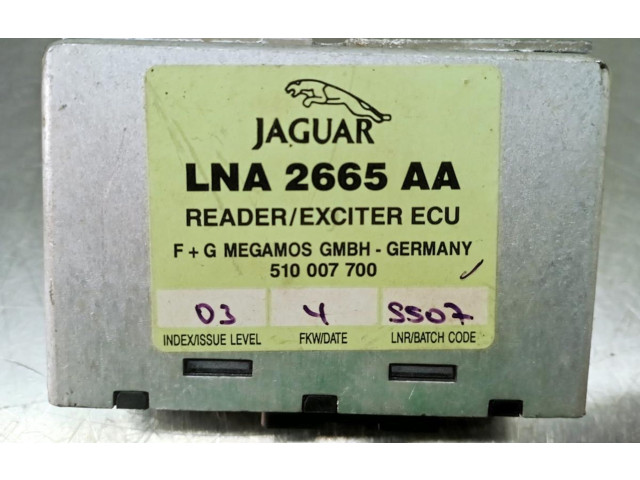 JAGUAR
LNA 2665 AA
READER/EXCITER ECU
F + G MEGAMOS GMBH - GERMANY
510 007 700
03 4 S507
INDEX/ISSUE LEVEL FKW/DATE LNR/BATCH CODE